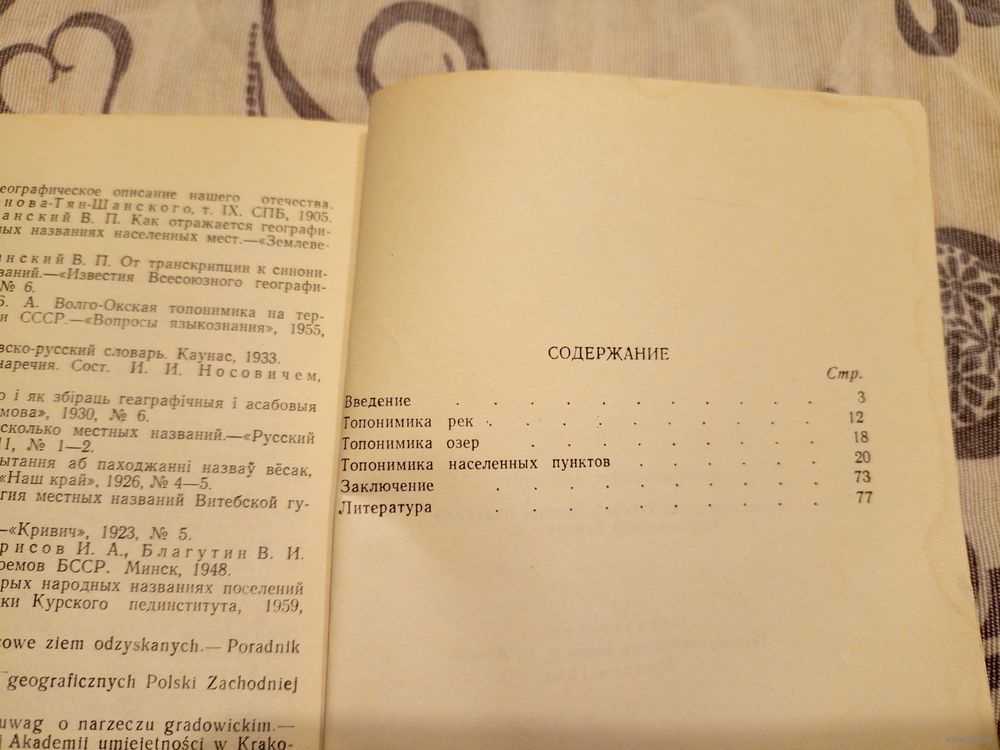 еографическое описание нашего отечества.
нова-Тян-Шанского, т. IX. СПБ, 1905.
анский В. П. Как отражается географи-
ных названиях населенных мест.—«Землеве-
нский В. П. От транскрипции к синони-
ваний.—«Известия Всесоюзного географи-
№ 6.
Б. А. Волго-Окская топонимика на тер-
и СССР.—«Вопросы языкознания», 1955,
вско-русский словарь. Каунас, 1933.
наречия. Сост. И. И. Носовичем,
о і як збіраць геаграфічныя і асабовыя
мова», 1930, № 6.
сколько местных названий.—«Русский
11, № 1—2.
ытання аб паходжанні назваў вёсак,
«Наш край», 1926, № 4—5.
гия местных названий Витебской гу-
—«Кривич», 1923, № 5.
рисов И. А., Благутин В. И.
оемов БССР. Минск, 1948.
рых народных названиях поселений
ки Курского пединститута, 1959,
owe ziem odzyskanych.— Poradnik
geograficznych Polski Zachodniej
uwag o narzeczu gradowickim.—
Akademii umiejętności w Krako-
СОДЕРЖАНИЕ
Стр.
Введение . . . . . . . . . . 3
Топонимика рек . . . . . . . . . . 12
Топонимика озер . . . . . . . . 18
Топонимика населенных пунктов . . . . . . 20
Заключение . . . . . . . . . 73
Литература . . . . . . . . . 77